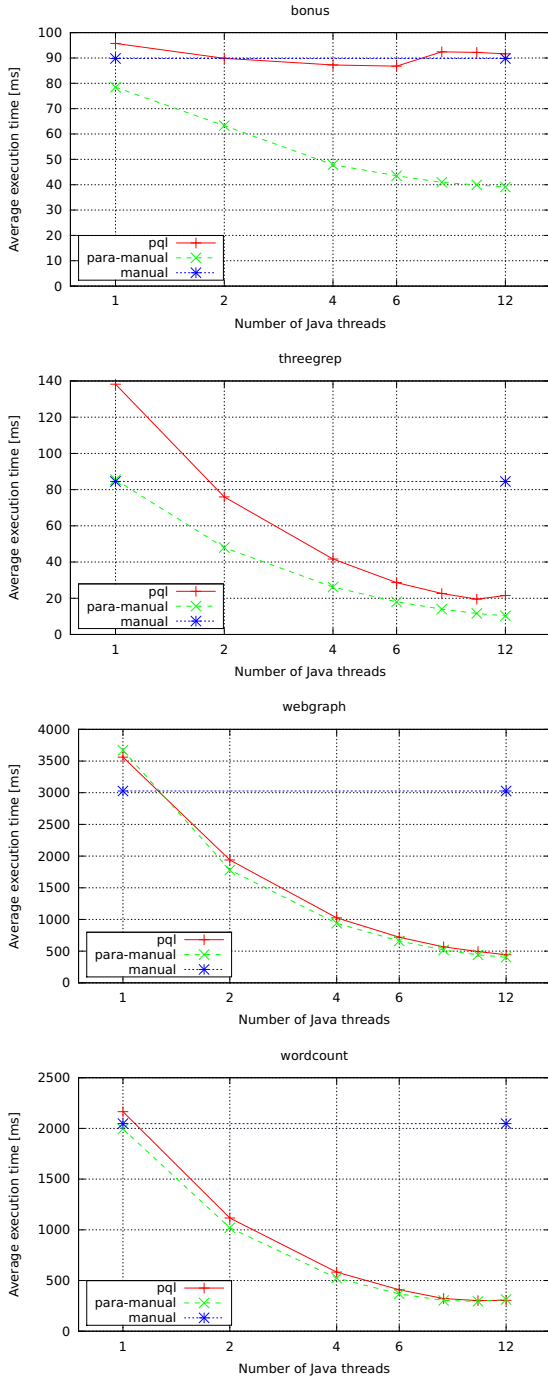 bonus
100
90
80
70
60
50
40
30
20
10
0
Average execution time [ms]
pql
para-manual
manual
1 2 4 6 12
Number of Java threads
threegrep
140
120
100
80
60
40
20
0
Average execution time [ms]
pql
para-manual
manual
1 2 4 6 12
Number of Java threads
webgraph
4000
3500
3000
2500
2000
1500
1000
500
0
Average execution time [ms]
pql
para-manual
manual
1 2 4 6 12
Number of Java threads
wordcount
2500
2000
1500
1000
500
0
Average execution time [ms]
pql
para-manual
manual
1 2 4 6 12
Number of Java threads